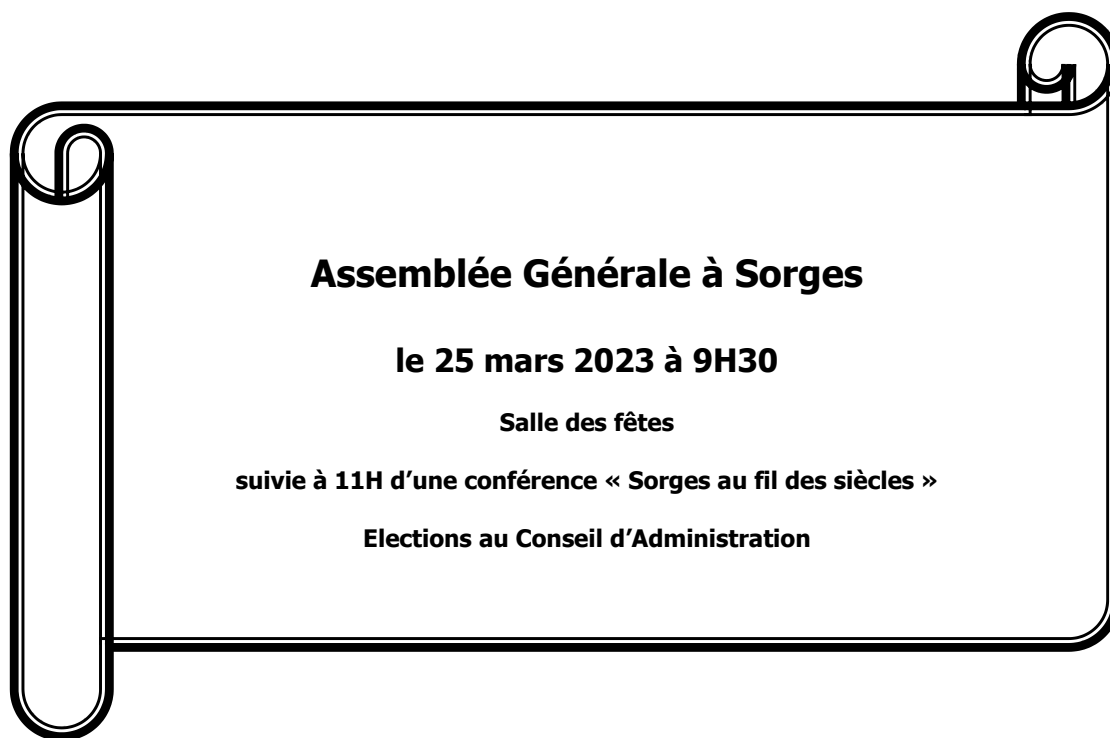 Assemblée Générale à Sorges
le 25 mars 2023 à 9H30
Salle des fêtes
suivie à 11H d’une conférence « Sorges au fil des siècles »
Elections au Conseil d’Administration